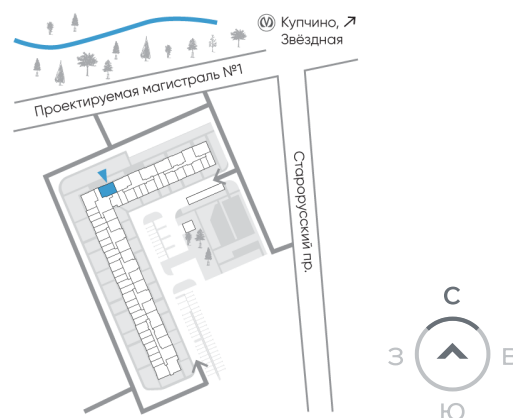 Купчино,
Звёздная
Проектируемая магистраль №1
Старорусский пр.
С
З
В
Ю